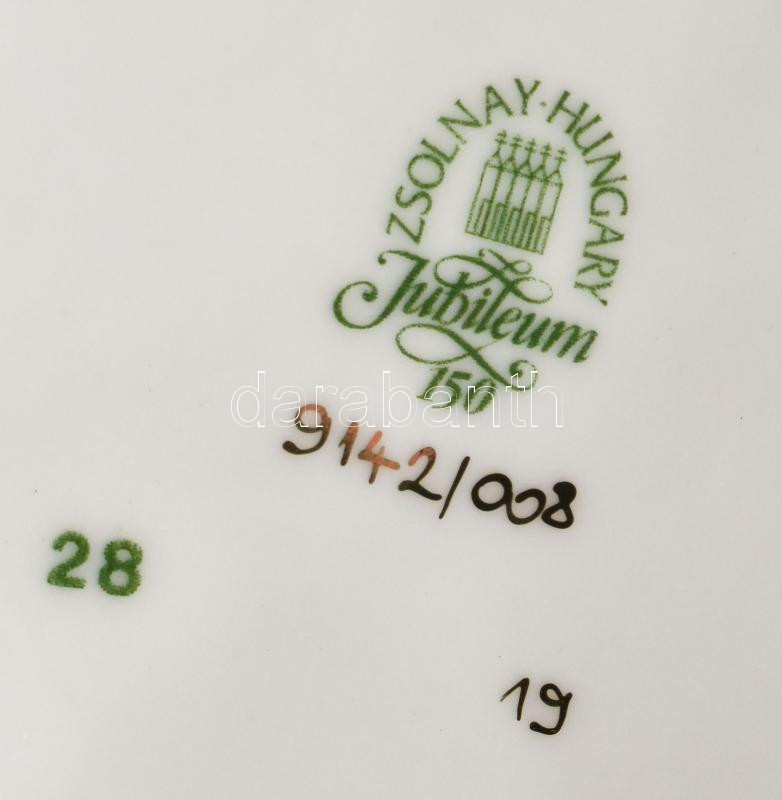 ZSOLNAY·HUNGARY
Jubileum
150
darabanth
9142/008
28
19